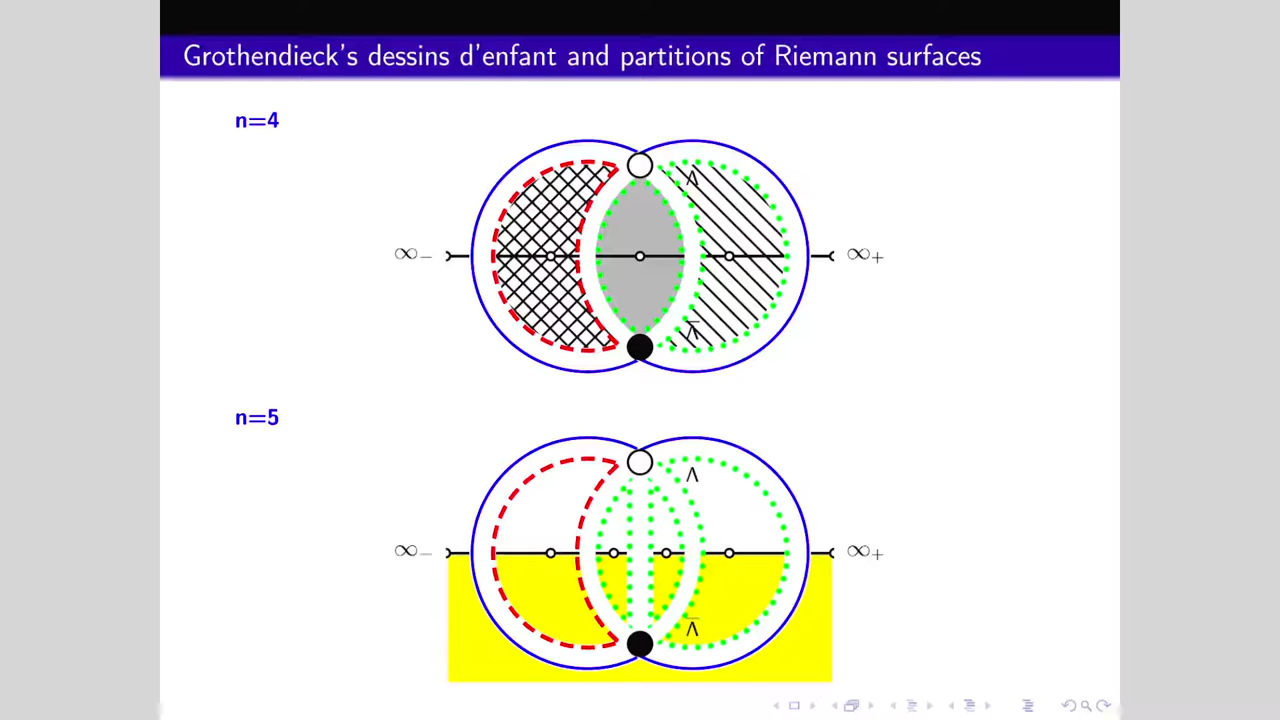 Grothendieck's dessins d'enfant and partitions of Riemann surfaces
n=4
Λ
∞₋ ∞₊
Λ̅
n=5
Λ
∞₋ ∞₊
Λ̅